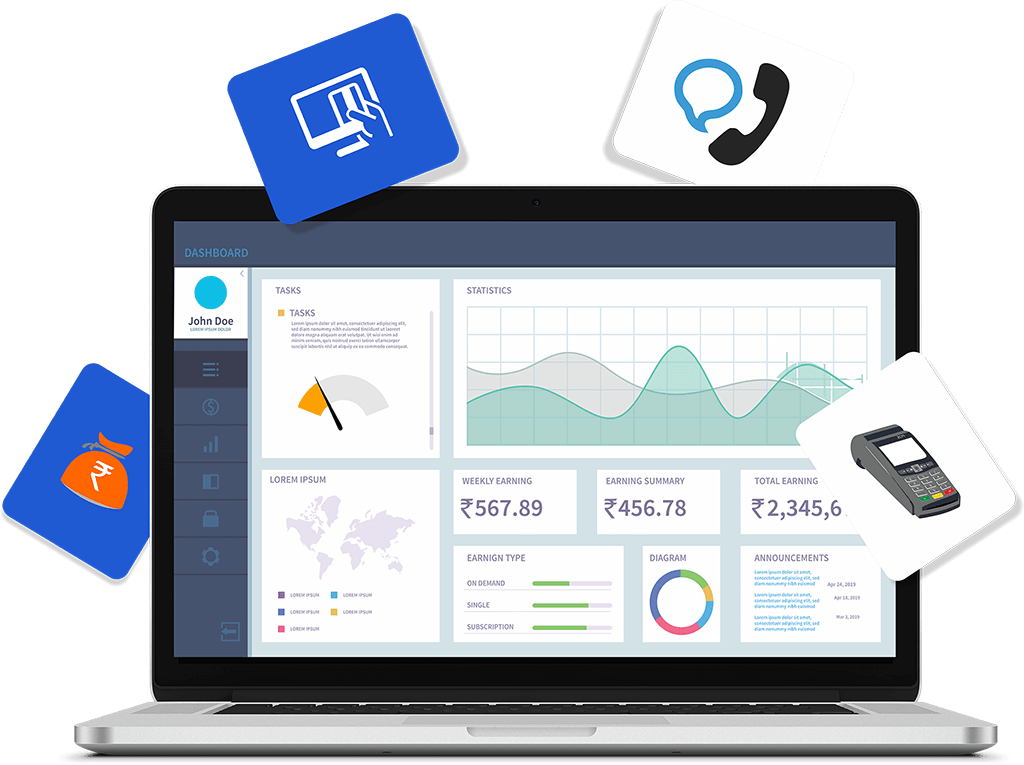 DASHBOARD
John Doe
LOREM IPSUM DOLOR
TASKS
TASKS
Lorem ipsum dolor sit amet, consectetuer adipiscing elit,
sed diam nonummy nibh euismod tincidunt ut laoreet
dolore magna aliquam erat volutpat. Ut wisi enim ad
minim veniam, quis nostrud exerci tation ullamcorper
suscipit lobortis nisl ut aliquip ex ea commodo consequat.
STATISTICS
LOREM IPSUM
LOREM IPSUM
LOREM IPSUM
LOREM IPSUM
LOREM IPSUM
LOREM IPSUM
WEEKLY EARNING
₹567.89
EARNING SUMMARY
₹456.78
TOTAL EARNING
₹2,345,6
EARNIGN TYPE
ON DEMAND
SINGLE
SUBSCRIPTION
DIAGRAM
ANNOUNCEMENTS
Lorem ipsum dolor sit amet,
consectetuer adipiscing elit, sed
diam nonummy nibh euismod
Apr 24, 2019
Lorem ipsum dolor sit amet,
consectetuer adipiscing elit, sed
diam nonummy nibh euismod
Apr 18, 2019
Lorem ipsum dolor sit amet,
consectetuer adipiscing elit, sed
diam nonummy nibh euismod
Mar 3, 2019
₹